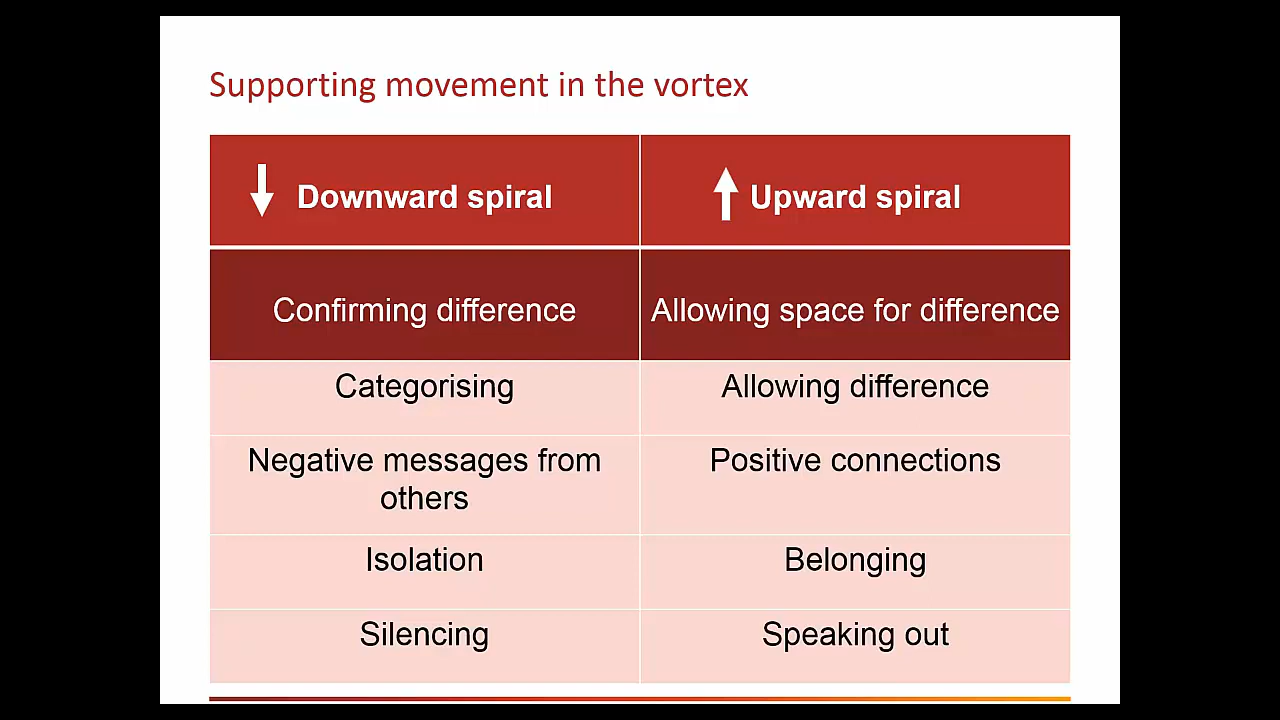 Supporting movement in the vortex
Downward spiral
Upward spiral
Confirming difference
Allowing space for difference
Categorising
Allowing difference
Negative messages from
others
Positive connections
Isolation
Belonging
Silencing
Speaking out